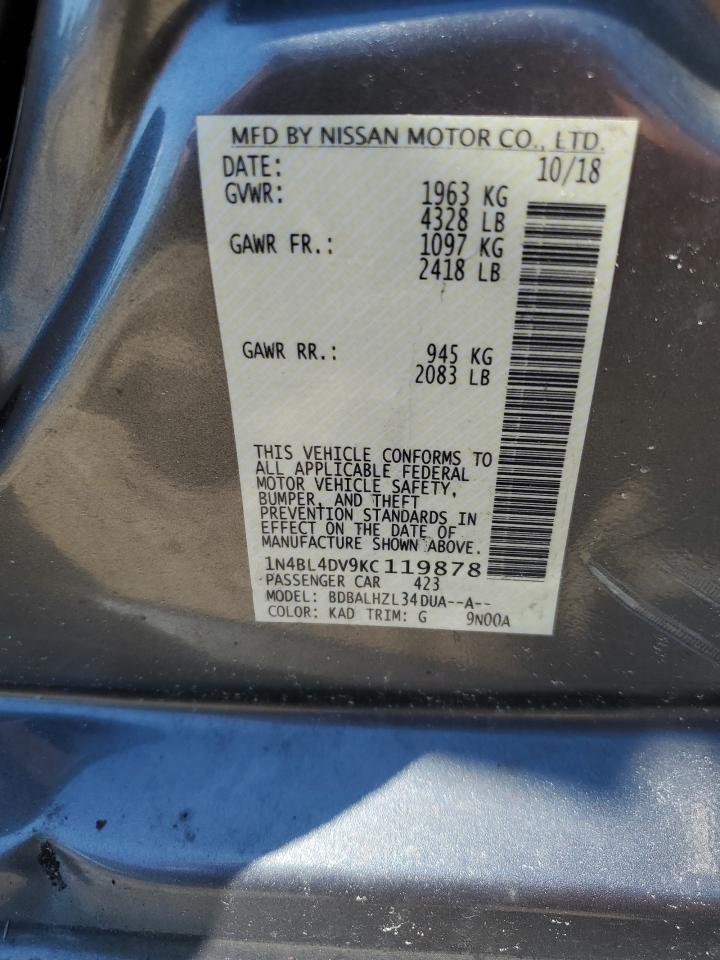 MFD BY NISSAN MOTOR CO., LTD.
DATE: 10/18
GVWR: 1963 KG
4328 LB
GAWR FR.: 1097 KG
2418 LB
GAWR RR.: 945 KG
2083 LB
THIS VEHICLE CONFORMS TO
ALL APPLICABLE FEDERAL
MOTOR VEHICLE SAFETY,
BUMPER, AND THEFT
PREVENTION STANDARDS IN
EFFECT ON THE DATE OF
MANUFACTURE SHOWN ABOVE.
1N4BL4DV9KC119878
PASSENGER CAR 423
MODEL: BDBALHZL34DUA--A--
COLOR: KAD TRIM: G 9N00A